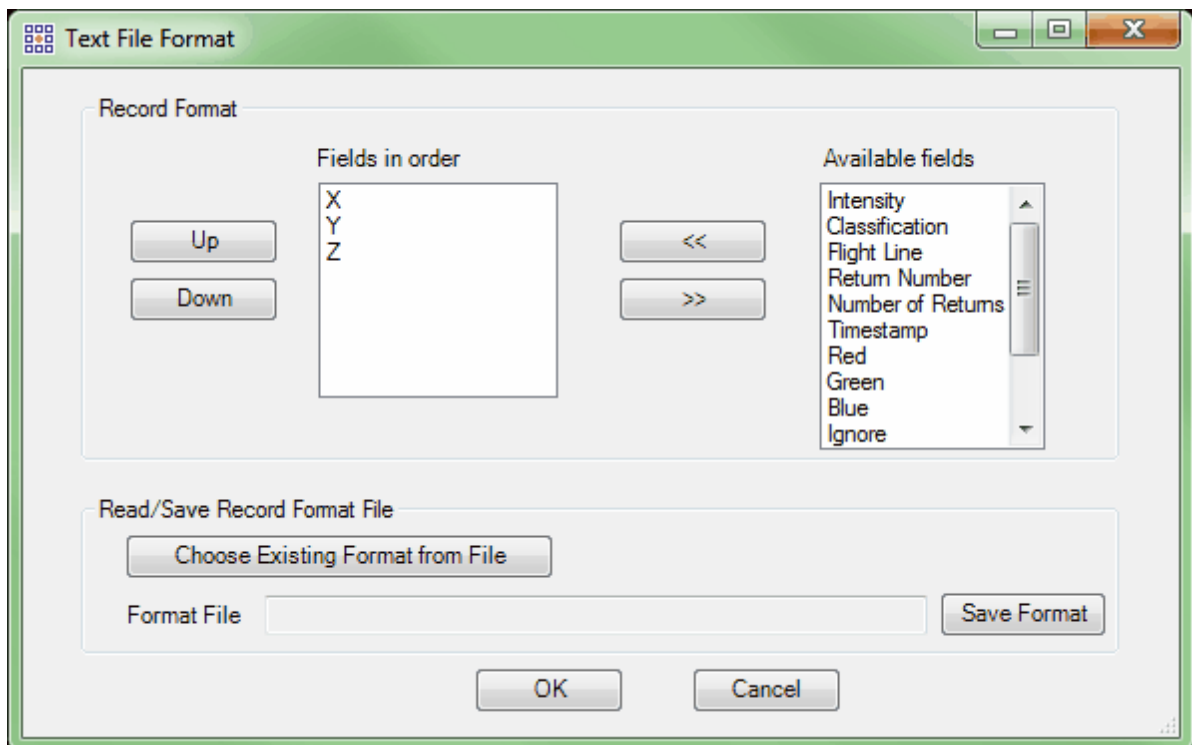 Text File Format
Record Format
Fields in order
Available fields
X
Y
Z
Up
Down
<<
>>
Intensity
Classification
Flight Line
Return Number
Number of Returns
Timestamp
Red
Green
Blue
Ignore
Read/Save Record Format File
Choose Existing Format from File
Format File
Save Format
OK
Cancel